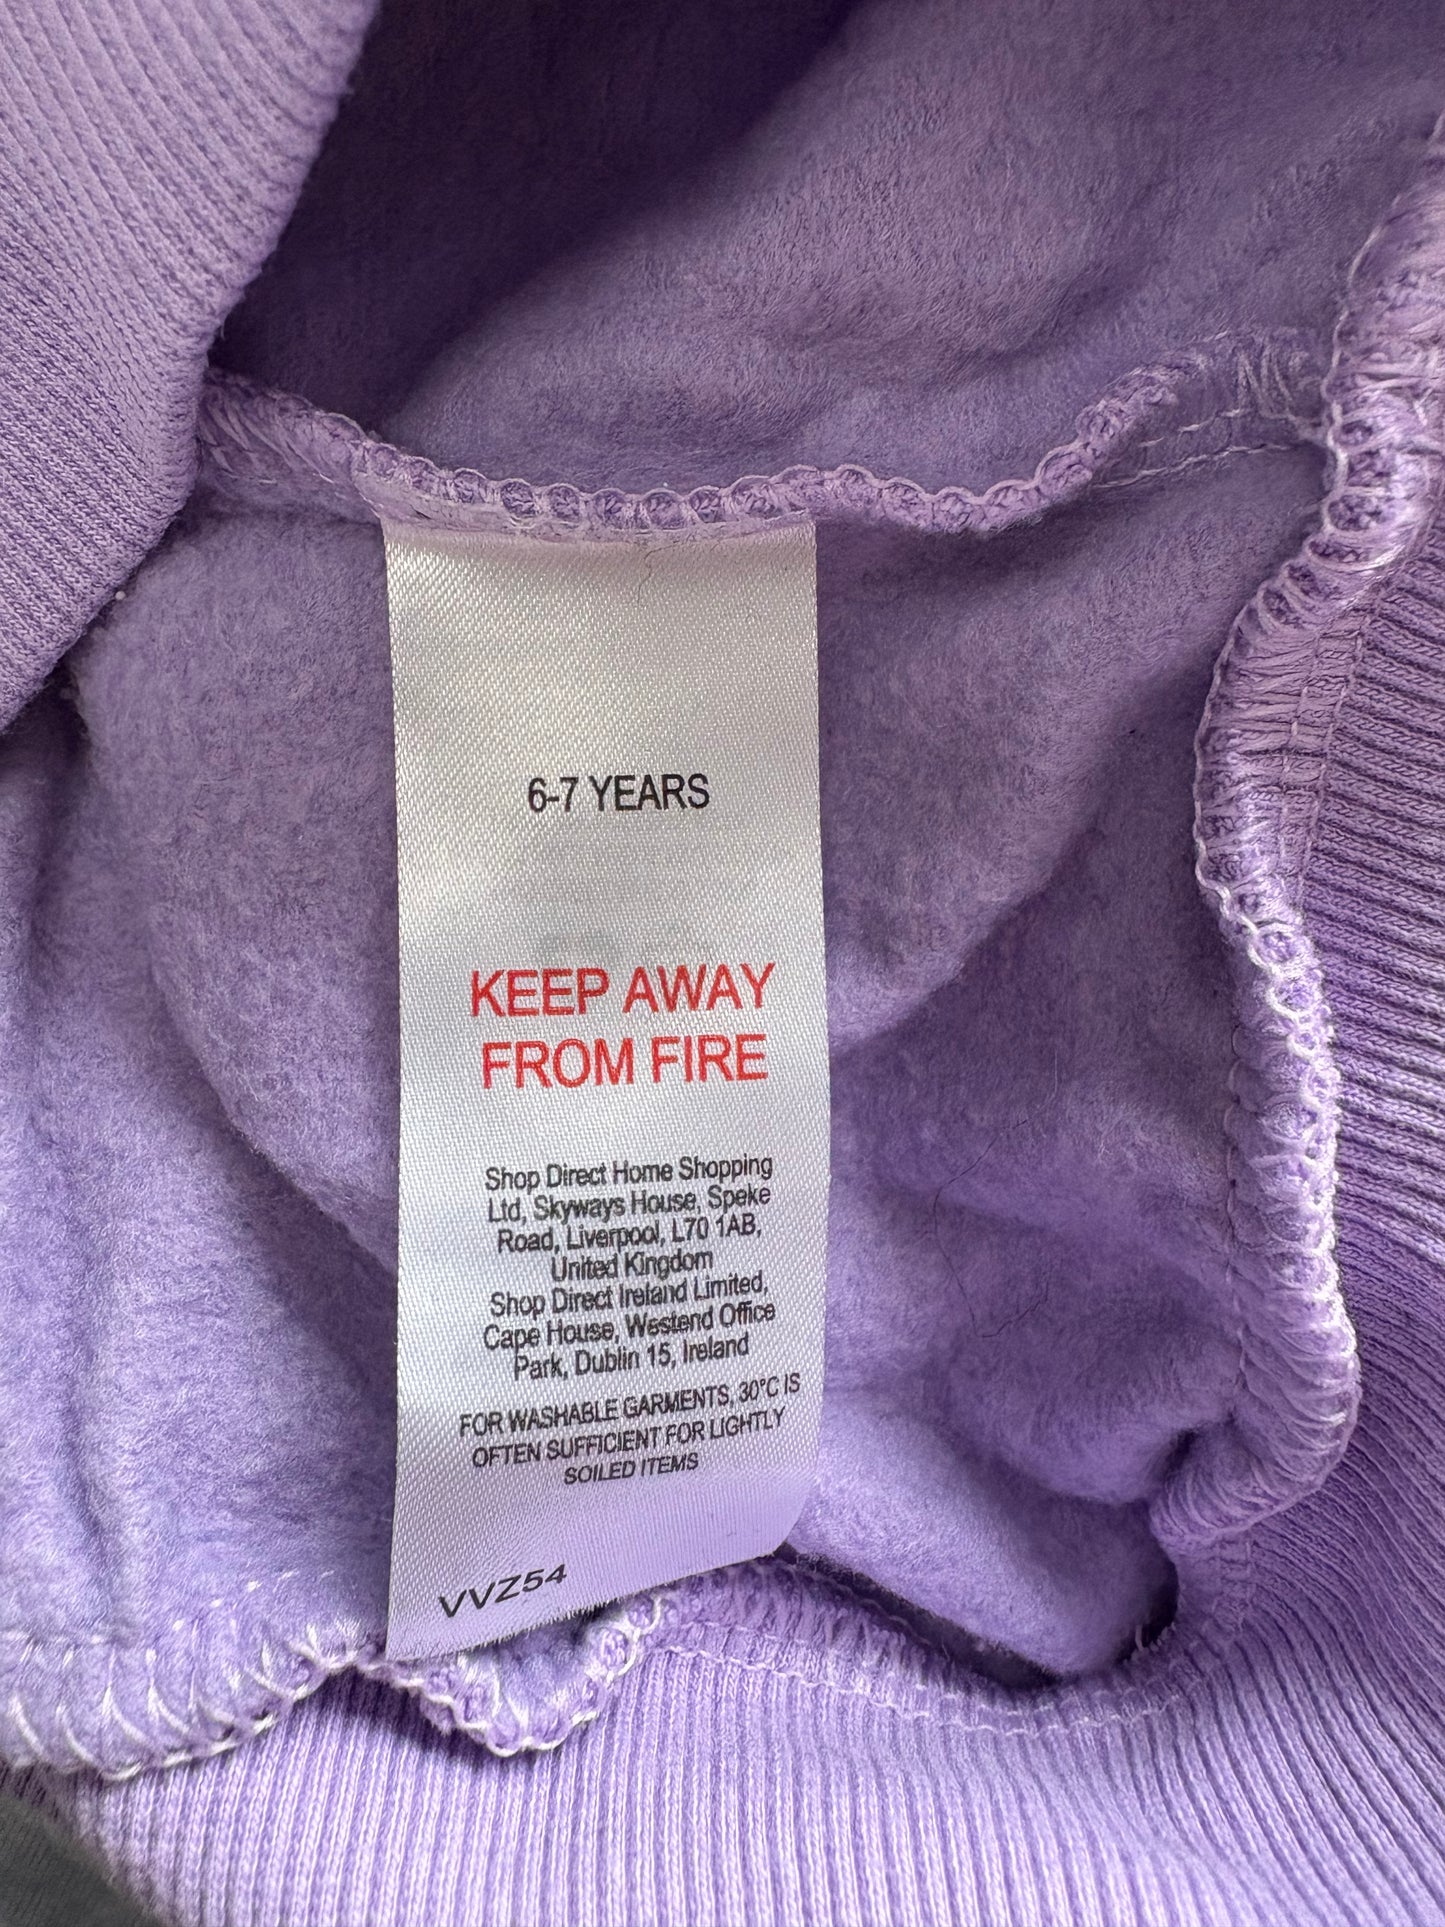 6-7 YEARS
KEEP AWAY
FROM FIRE
Shop Direct Home Shopping
Ltd, Skyways House, Speke
Road, Liverpool, L70 1AB,
United Kingdom
Shop Direct Ireland Limited,
Cape House, Westend Office
Park, Dublin 15, Ireland
FOR WASHABLE GARMENTS, 30°C IS
OFTEN SUFFICIENT FOR LIGHTLY
SOILED ITEMS
VVZ54